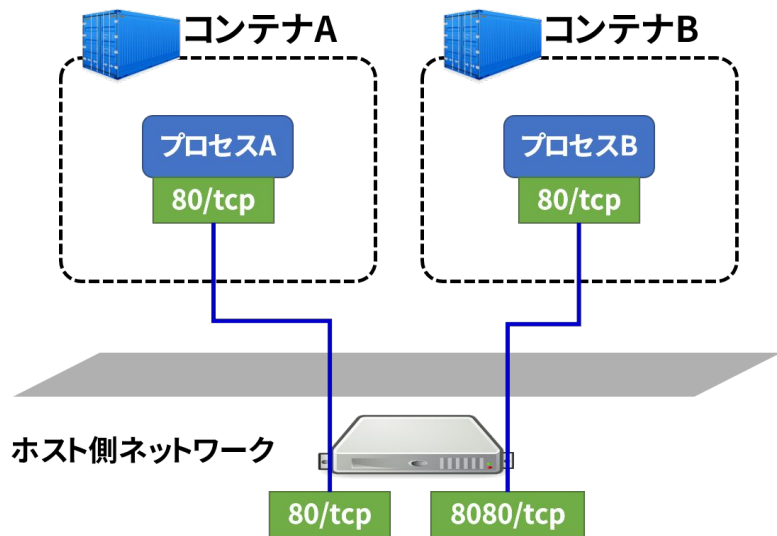 コンテナA
コンテナB
プロセスA
80/tcp
プロセスB
80/tcp
ホスト側ネットワーク
80/tcp
8080/tcp